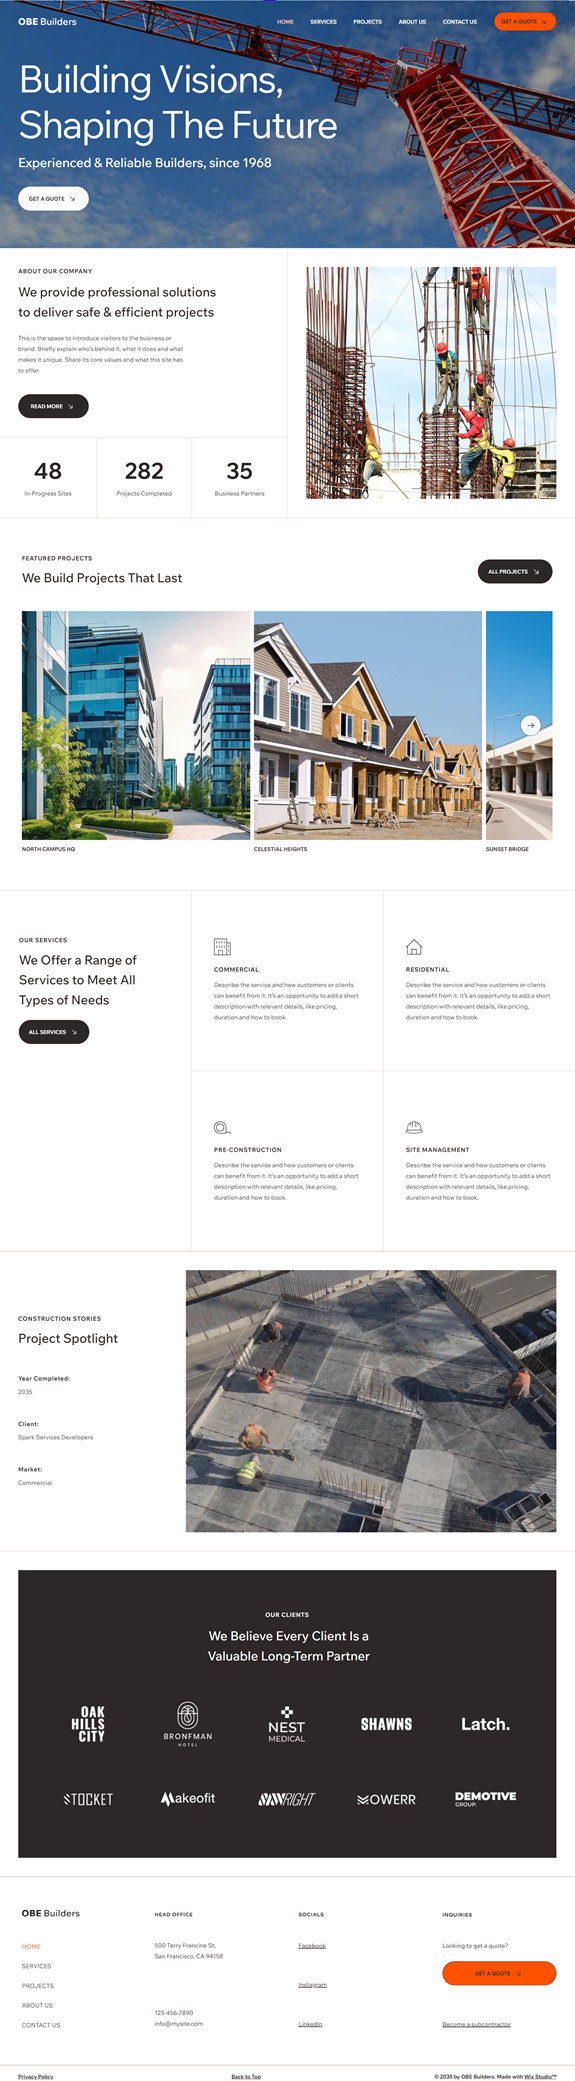 OBE Builders
HOME SERVICES PROJECTS ABOUT US CONTACT US GET A QUOTE
Building Visions,
Shaping The Future
Experienced & Reliable Builders, since 1968
GET A QUOTE
ABOUT OUR COMPANY
We provide professional solutions
to deliver safe & efficient projects
This is the space to introduce visitors to the business or
brand. Briefly explain who's behind it, what it does and what
makes it unique. Share its core values and what this site has
to offer.
READ MORE
48
In-Progress Sites
282
Projects Completed
35
Business Partners
FEATURED PROJECTS
We Build Projects That Last
ALL PROJECTS
NORTH CAMPUS HQ
CELESTIAL HEIGHTS
SUNSET BRIDGE
OUR SERVICES
We Offer a Range of
Services to Meet All
Types of Needs
ALL SERVICES
COMMERCIAL
Describe the service and how customers or clients
can benefit from it. It's an opportunity to add a short
description with relevant details, like pricing,
duration and how to book.
RESIDENTIAL
Describe the service and how customers or clients
can benefit from it. It's an opportunity to add a short
description with relevant details, like pricing,
duration and how to book.
PRE-CONSTRUCTION
Describe the service and how customers or clients
can benefit from it. It's an opportunity to add a short
description with relevant details, like pricing,
duration and how to book.
SITE MANAGEMENT
Describe the service and how customers or clients
can benefit from it. It's an opportunity to add a short
description with relevant details, like pricing,
duration and how to book.
CONSTRUCTION STORIES
Project Spotlight
Year Completed:
2035
Client:
Spark Services Developers
Market:
Commercial
OUR CLIENTS
We Believe Every Client Is a
Valuable Long-Term Partner
OAK
HILLS
CITY
BRONFMAN
HOTEL
NEST
MEDICAL
SHAWNS
Latch.
STOCKET
Makeofit
SAWRIGHT
MOWERR
DEMOTIVE
GROUP.
OBE Builders
HOME
SERVICES
PROJECTS
ABOUT US
CONTACT US
HEAD OFFICE
500 Terry Francine St,
San Francisco, CA 94158
123-456-7890
info@mysite.com
SOCIALS
Facebook
Instagram
LinkedIn
INQUIRIES
Looking to get a quote?
GET A QUOTE
Become a subcontractor
Privacy Policy
Back to Top
© 2035 by OBE Builders. Made with Wix Studio™